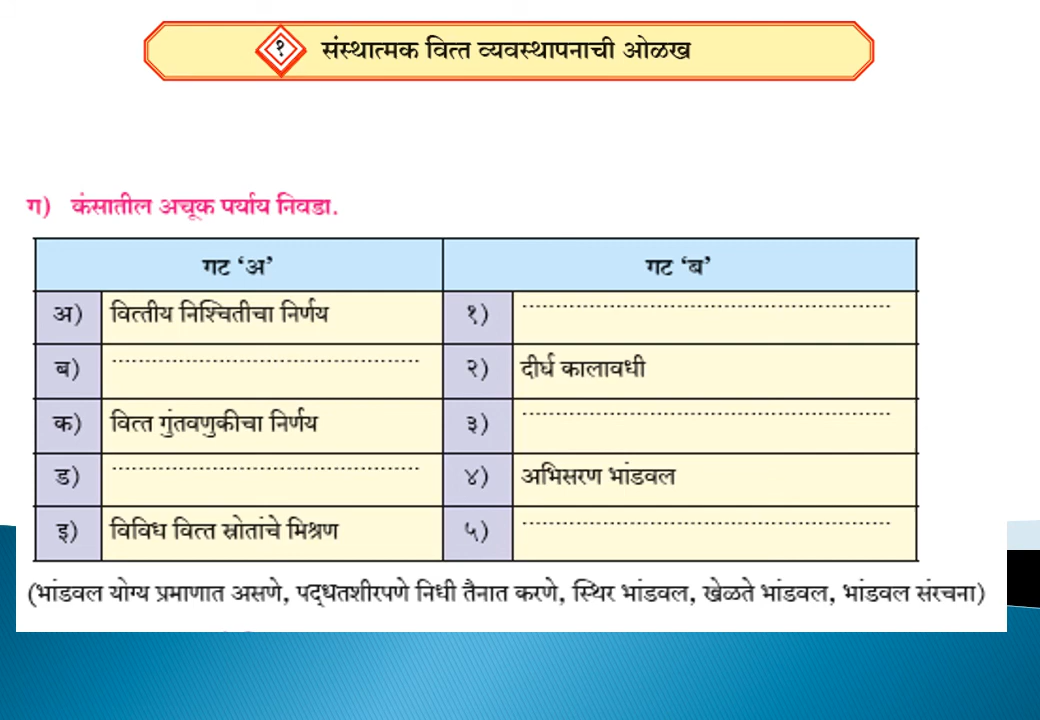 १ संस्थात्मक वित्त व्यवस्थापनाची ओळख
ग) कंसातील अचूक पर्याय निवडा.
गट ‘अ’ गट ‘ब’
अ) वित्तीय निश्चितीचा निर्णय १) ................................................
ब) ................................................ २) दीर्घ कालावधी
क) वित्त गुंतवणुकीचा निर्णय ३) ................................................
ड) ................................................ ४) अभिसरण भांडवल
इ) विविध वित्त स्रोतांचे मिश्रण ५) ................................................
(भांडवल योग्य प्रमाणात असणे, पद्धतशीरपणे निधी तैनात करणे, स्थिर भांडवल, खेळते भांडवल, भांडवल संरचना)